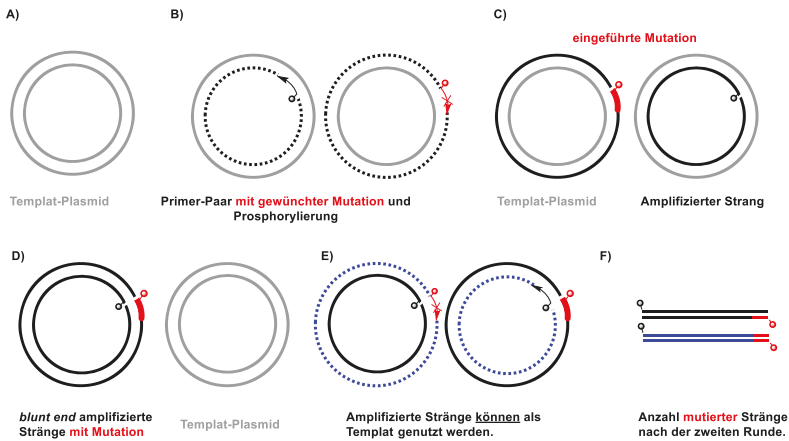 A)
B)
C)
eingeführte Mutation
Templat-Plasmid
Primer-Paar mit gewünchter Mutation und
Prosphorylierung
Templat-Plasmid
Amplifizierter Strang
D)
E)
F)
blunt end amplifizierte
Stränge mit Mutation
Templat-Plasmid
Amplifizierte Stränge können als
Templat genutzt werden.
Anzahl mutierter Stränge
nach der zweiten Runde.